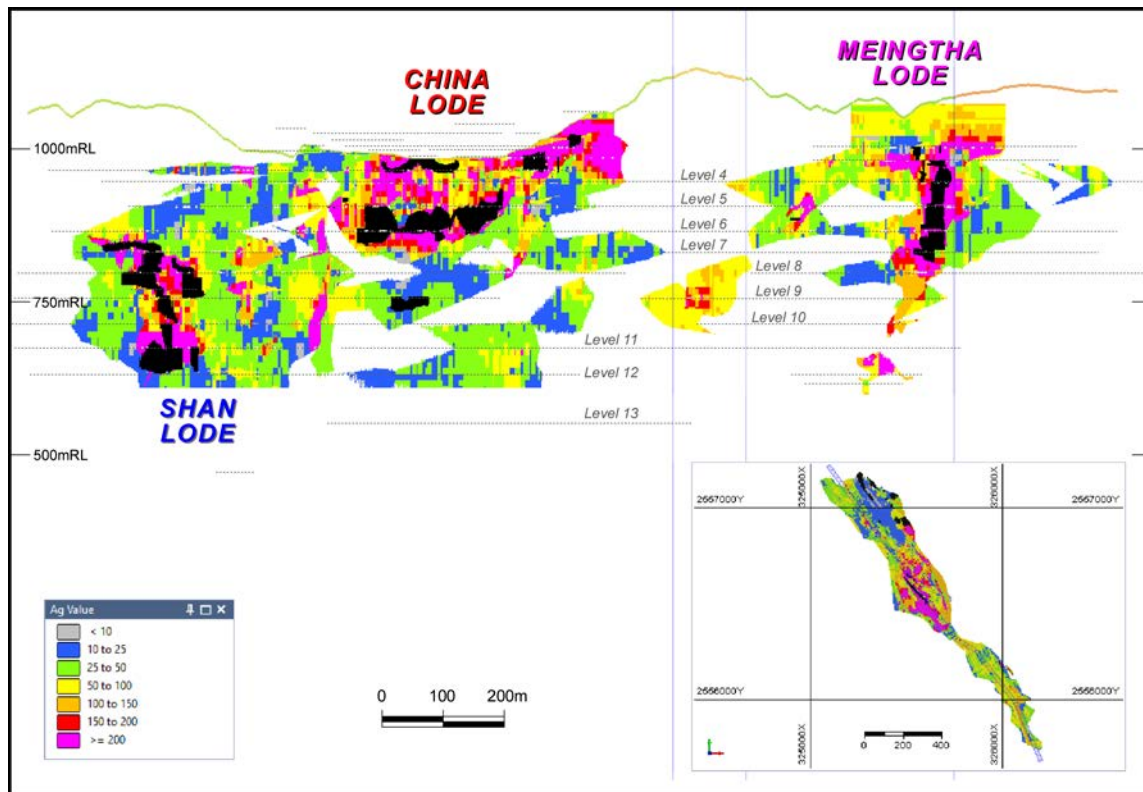 CHINA
LODE
MEINGTHA
LODE
1000mRL
Level 4
Level 5
Level 6
Level 7
Level 8
750mRL
Level 9
Level 10
Level 11
Level 12
SHAN
LODE
Level 13
500mRL
325000X
326000X
2557000Y
2557000Y
Ag Value
< 10
10 to 25
25 to 50
50 to 100
100 to 150
150 to 200
>= 200
0 100 200m
2556000Y
2556000Y
325000X
326000X
0 200 400